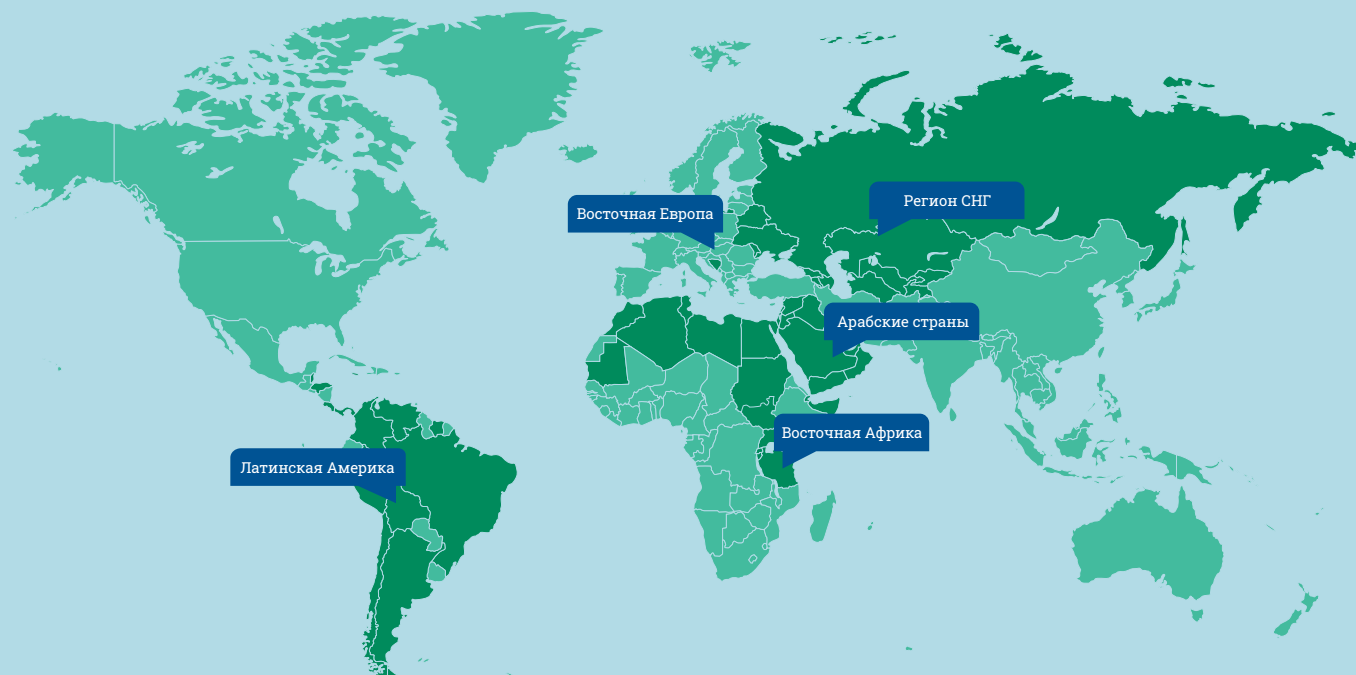 Регион СНГ
Восточная Европа
Арабские страны
Восточная Африка
Латинская Америка